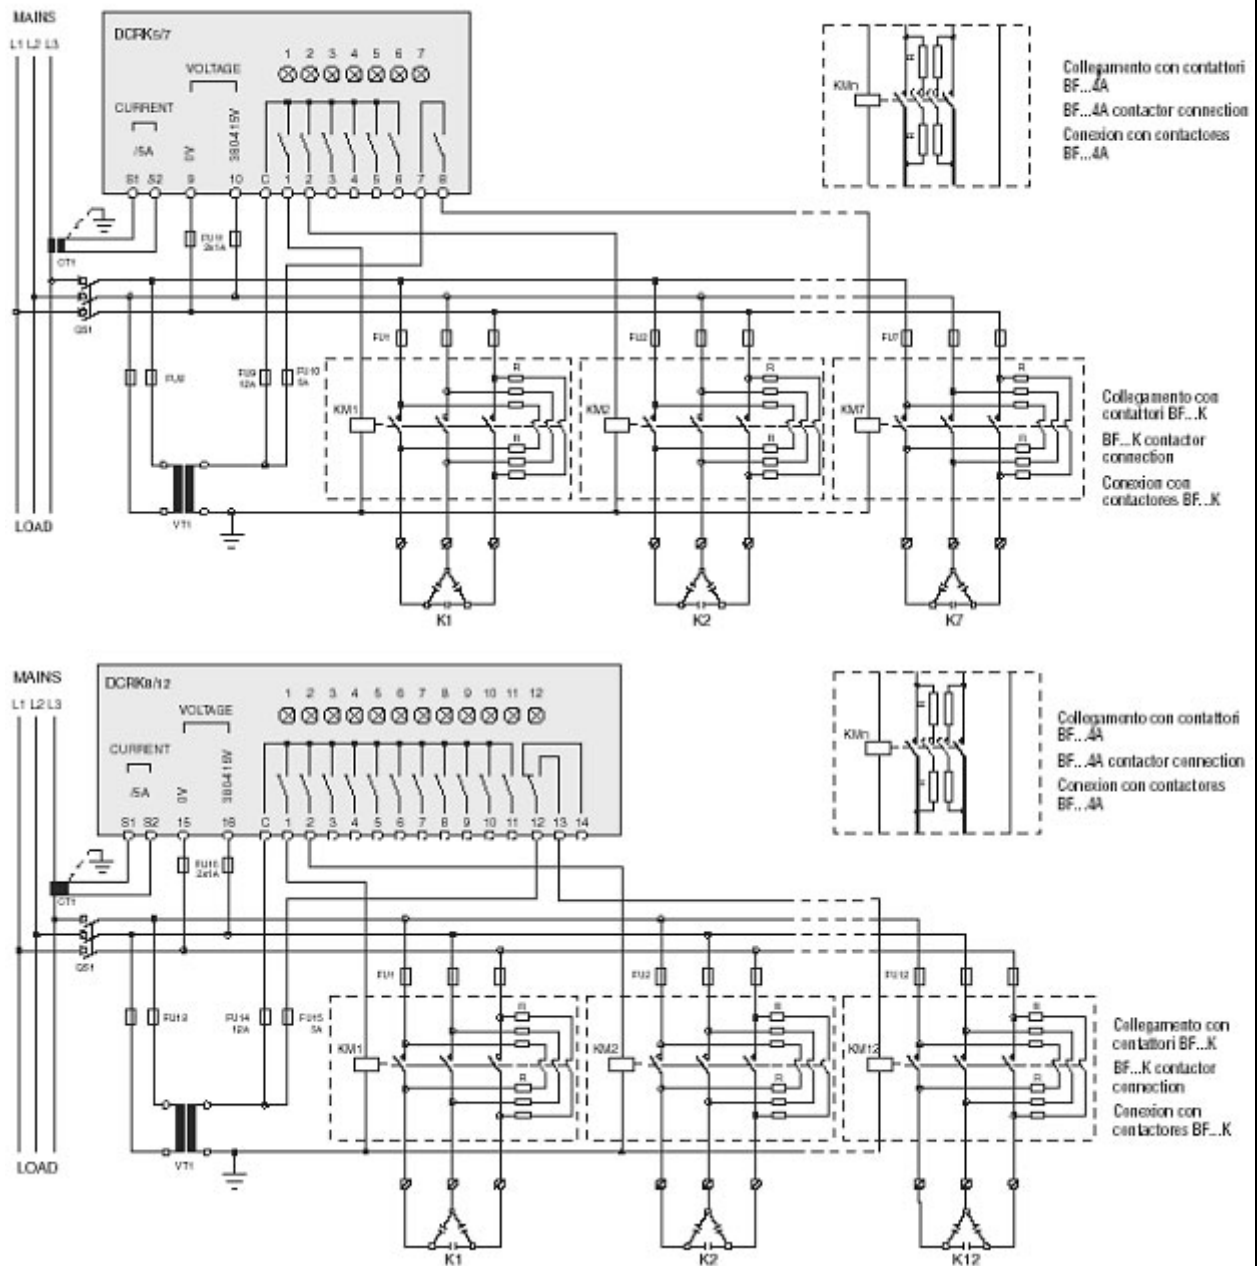 MAINS
L1 L2 L3
DCRK5/7
VOLTAGE
CURRENT
/5A
0V
380415V
1 2 3 4 5 6 7
S1 S2 9 10 C 1 2 3 4 5 6 7 8
CT1
FU11
2x1A
QS1
FU8
FU9
12A
FU10
5A
FU1
FU2
FU7
R
R
R
R
R
R
KM1
KM2
KM7
VT1
LOAD
K1
K2
K7
KMn
R
R
Collegamento con contattori
BF...4A
BF...4A contactor connection
Conexion con contactores
BF...4A
Collegamento con
contattori BF...K
BF...K contactor
connection
Conexion con
contactores BF...K
MAINS
L1 L2 L3
DCRK8/12
VOLTAGE
CURRENT
/5A
0V
380415V
1 2 3 4 5 6 7 8 9 10 11 12
S1 S2 15 16 C 1 2 3 4 5 6 7 8 9 10 11 12 13 14
CT1
FU16
2x1A
QS1
FU13
FU14
12A
FU15
5A
FU1
FU2
FU12
R
R
R
R
R
R
KM1
KM2
KM12
VT1
LOAD
K1
K2
K12
KMn
R
R
Collegamento con contattori
BF...4A
BF...4A contactor connection
Conexion con contactores
BF...4A
Collegamento con
contattori BF...K
BF...K contactor
connection
Conexion con
contactores BF...K